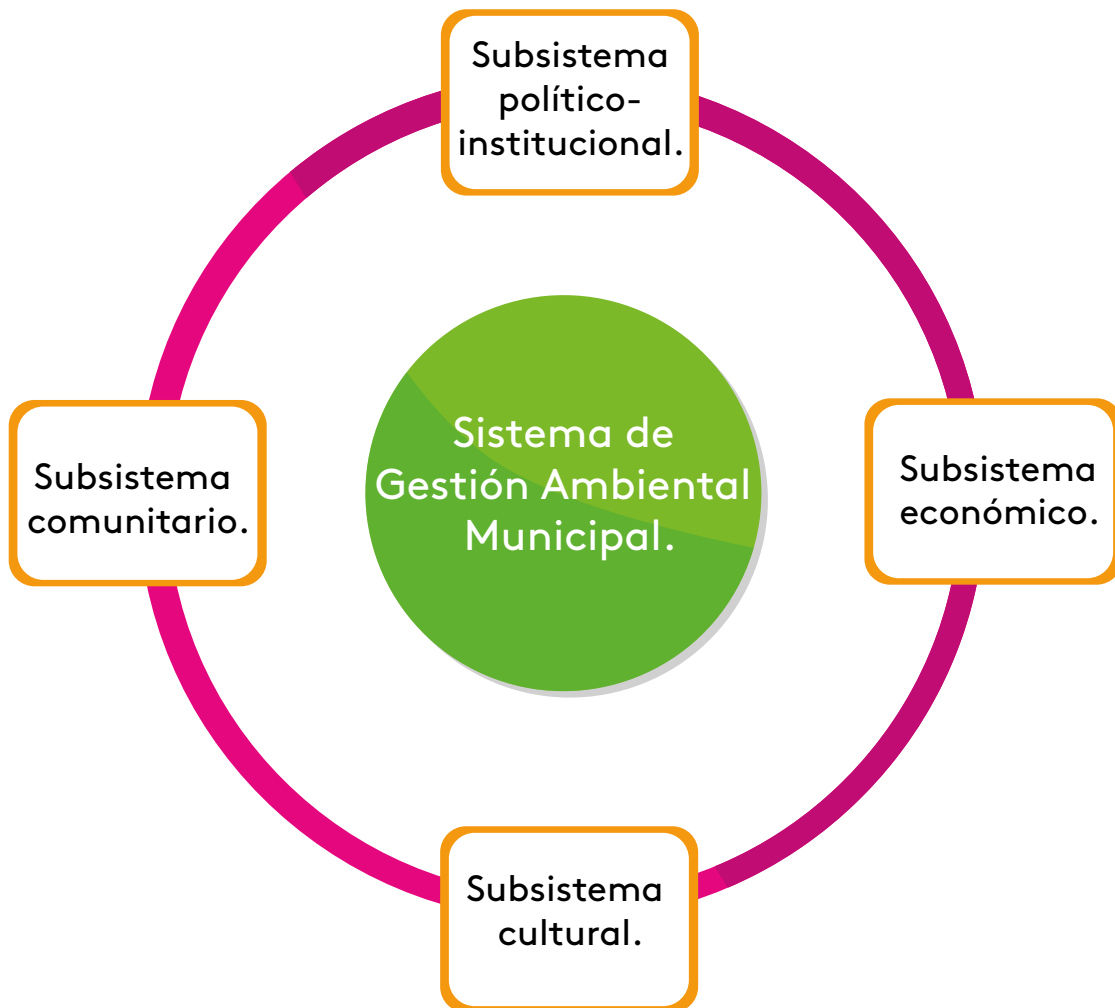 Subsistema
político-
institucional.
Sistema de
Gestión Ambiental
Municipal.
Subsistema
comunitario.
Subsistema
económico.
Subsistema
cultural.